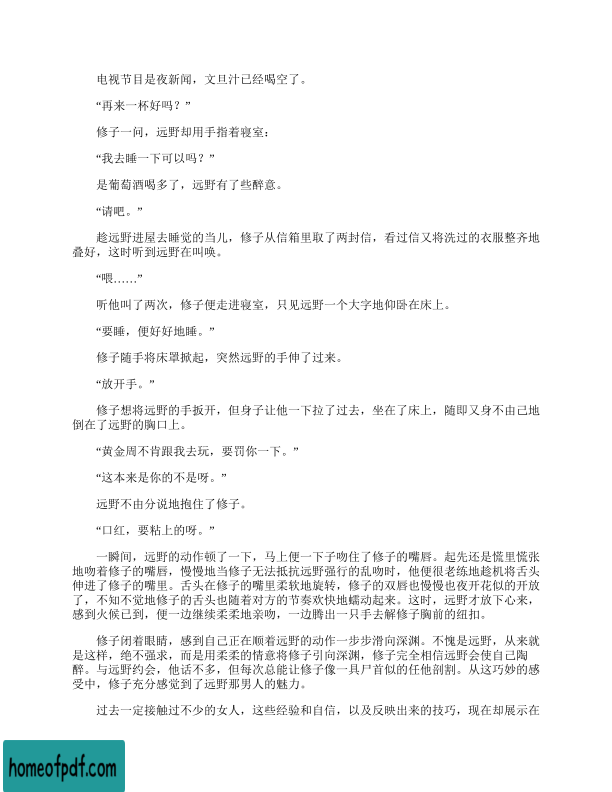 电视节目是夜新闻，文旦汁已经喝空了。
“再来一杯好吗？”
修子一问，远野却用手指着寝室：
“我去睡一下可以吗？”
是葡萄酒喝多了，远野有了些醉意。
“请吧。”
趁远野进屋去睡觉的当儿，修子从信箱里取了两封信，看过信又将洗过的衣服整齐地
叠好，这时听到远野在叫唤。
“喂……”
听他叫了两次，修子便走进寝室，只见远野一个大字地仰卧在床上。
“要睡，便好好地睡。”
修子随手将床罩掀起，突然远野的手伸了过来。
“放开手。”
修子想将远野的手扳开，但身子让他一下拉了过去，坐在了床上，随即又身不由己地
倒在了远野的胸口上。
“黄金周不肯跟我去玩，要罚你一下。”
“这本来是你的不是呀。”
远野不由分说地抱住了修子。
“口红，要粘上的呀。”
一瞬间，远野的动作顿了一下，马上便一下子吻住了修子的嘴唇。起先还是慌里慌张
地吻着修子的嘴唇，慢慢地当修子无法抵抗远野强行的乱吻时，他便很老练地趁机将舌头
伸进了修子的嘴里。舌头在修子的嘴里柔软地旋转，修子的双唇也慢慢也夜开花似的开放
了，不知不觉地修子的舌头也随着对方的节奏欢快地蠕动起来。这时，远野才放下心来，
感到火候已到，便一边继续柔柔地亲吻，一边腾出一只手去解修子胸前的纽扣。
修子闭着眼睛，感到自己正在顺着远野的动作一步步滑向深渊。不愧是远野，从来就
是这样，绝不强求，而是用柔柔的情意将修子引向深渊，修子完全相信远野会使自己陶
醉。与远野约会，他话不多，但每次总能让修子像一具尸首似的任他剖割。从这巧妙的感
受中，修子充分感觉到了远野那男人的魅力。
过去一定接触过不少的女人，这些经验和自信，以及反映出来的技巧，现在却展示在
homeofpdf.com